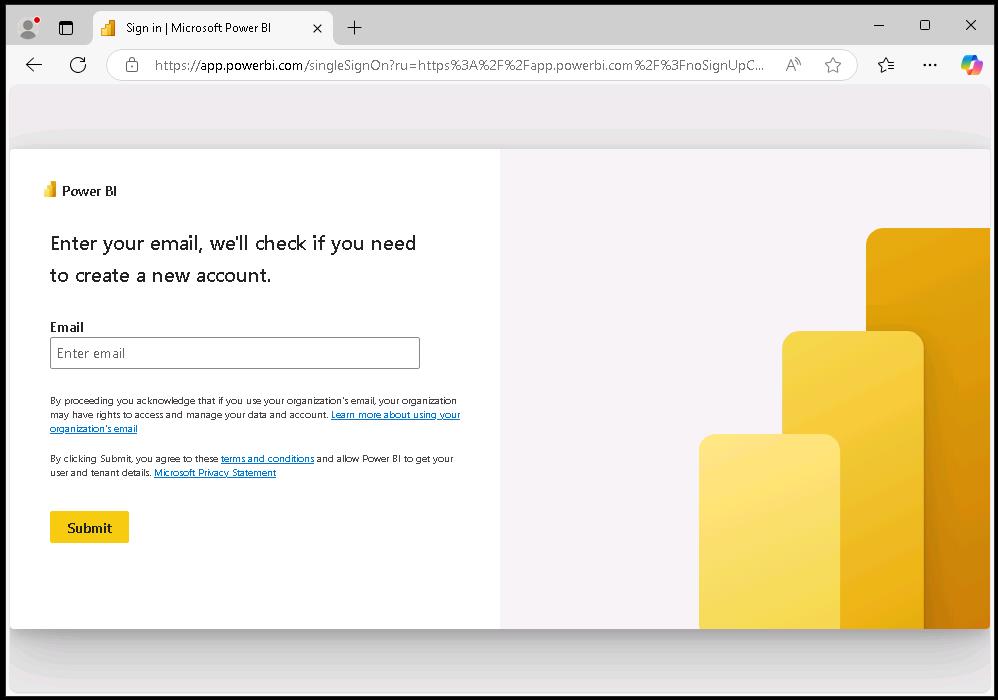 Sign in | Microsoft Power BI
https://app.powerbi.com/singleSignOn?ru=https%3A%2F%2Fapp.powerbi.com%2F%3FnoSignUpC...
Power BI
Enter your email, we'll check if you need
to create a new account.
Email
Enter email
By proceeding you acknowledge that if you use your organization's email, your organization
may have rights to access and manage your data and account. Learn more about using your
organization's email
By clicking Submit, you agree to these terms and conditions and allow Power BI to get your
user and tenant details. Microsoft Privacy Statement
Submit